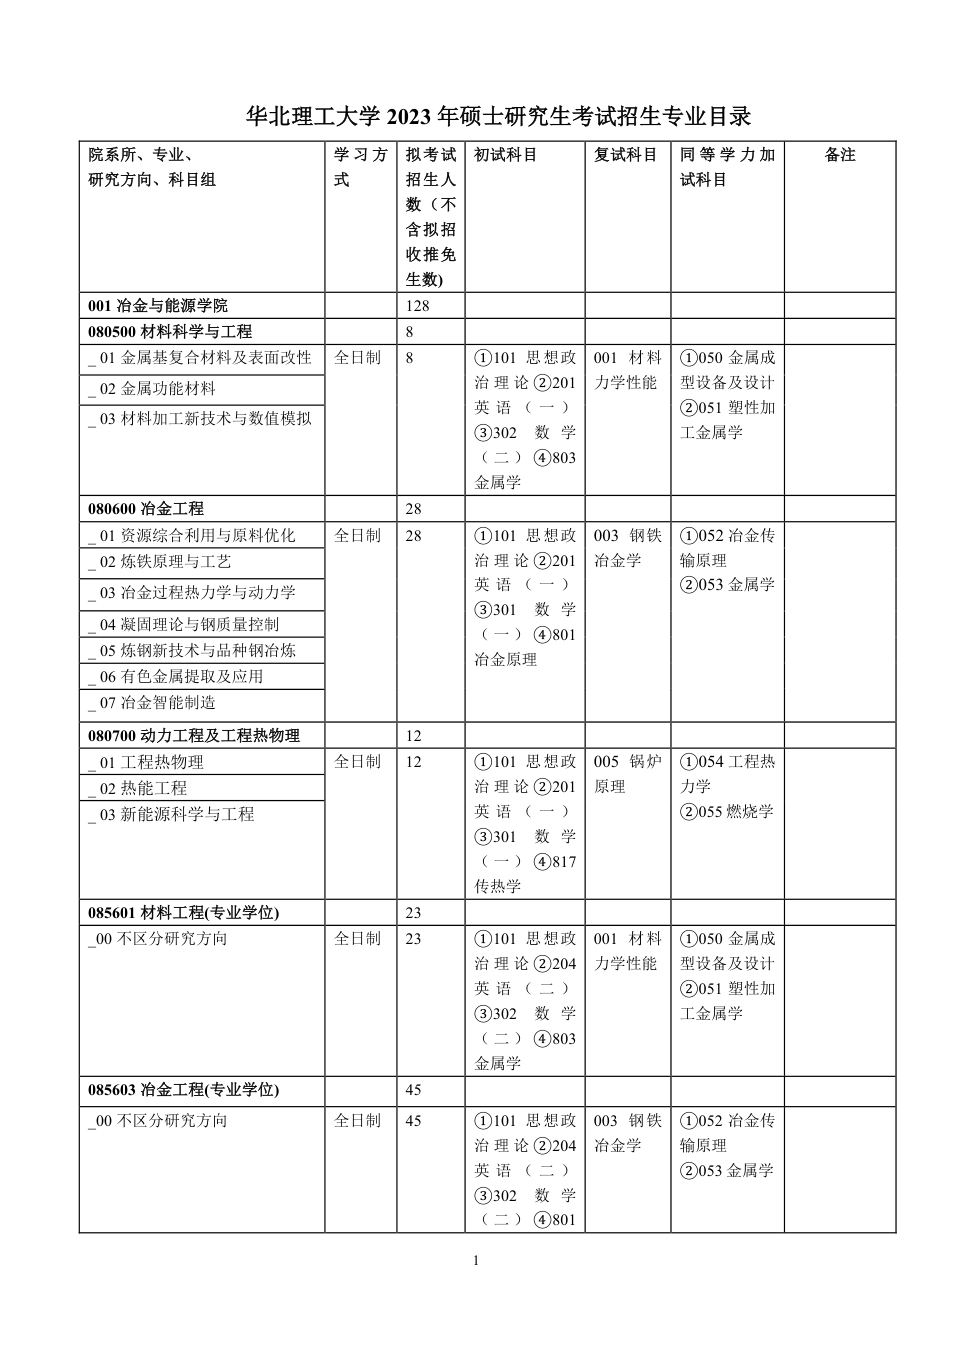 华北理工大学 2023 年硕士研究生考试招生专业目录
院系所、专业、
研究方向、科目组
学习方
式
拟考试
招生人
数（不
含拟招
收推免
生数)
初试科目
复试科目
同等学力加
试科目
备注
001 冶金与能源学院
128
080500 材料科学与工程
8
_ 01 金属基复合材料及表面改性
_ 02 金属功能材料
_ 03 材料加工新技术与数值模拟
全日制
8
①101 思想政
治理论②201
英语（一）
③302 数学
（二）④803
金属学
001 材料
力学性能
①050 金属成
型设备及设计
②051 塑性加
工金属学
080600 冶金工程
28
_ 01 资源综合利用与原料优化
_ 02 炼铁原理与工艺
_ 03 冶金过程热力学与动力学
_ 04 凝固理论与钢质量控制
_ 05 炼钢新技术与品种钢冶炼
_ 06 有色金属提取及应用
_ 07 冶金智能制造
全日制
28
①101 思想政
治理论②201
英语（一）
③301 数学
（一）④801
冶金原理
003 钢铁
冶金学
①052 冶金传
输原理
②053 金属学
080700 动力工程及工程热物理
12
_ 01 工程热物理
_ 02 热能工程
_ 03 新能源科学与工程
全日制
12
①101 思想政
治理论②201
英语（一）
③301 数学
（一）④817
传热学
005 锅炉
原理
①054 工程热
力学
②055 燃烧学
085601 材料工程(专业学位)
23
_00 不区分研究方向
全日制
23
①101 思想政
治理论②204
英语（二）
③302 数学
（二）④803
金属学
001 材料
力学性能
①050 金属成
型设备及设计
②051 塑性加
工金属学
085603 冶金工程(专业学位)
45
_00 不区分研究方向
全日制
45
①101 思想政
治理论②204
英语（二）
③302 数学
（二）④801
003 钢铁
冶金学
①052 冶金传
输原理
②053 金属学
1